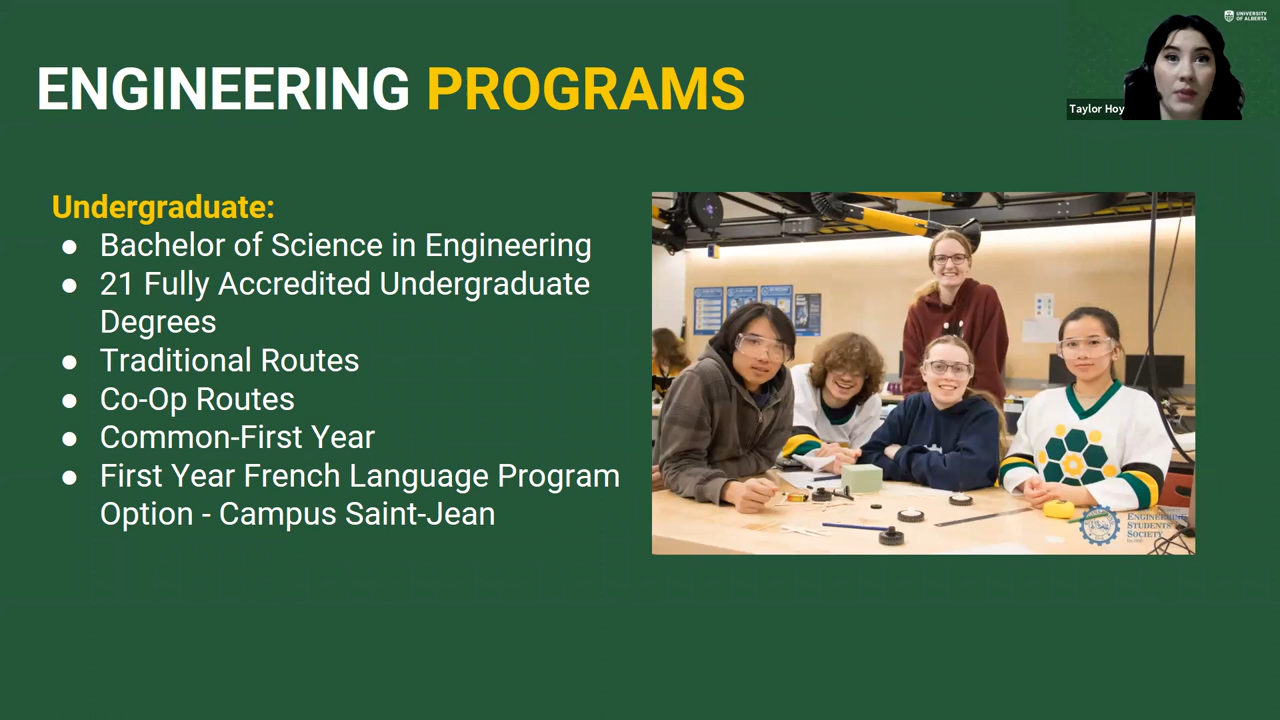 UNIVERSITY
OF ALBERTA
ENGINEERING PROGRAMS
Taylor Hoy
Undergraduate:
● Bachelor of Science in Engineering
● 21 Fully Accredited Undergraduate
Degrees
● Traditional Routes
● Co-Op Routes
● Common-First Year
● First Year French Language Program
Option - Campus Saint-Jean
ENGINEERING
STUDENTS'
SOCIETY